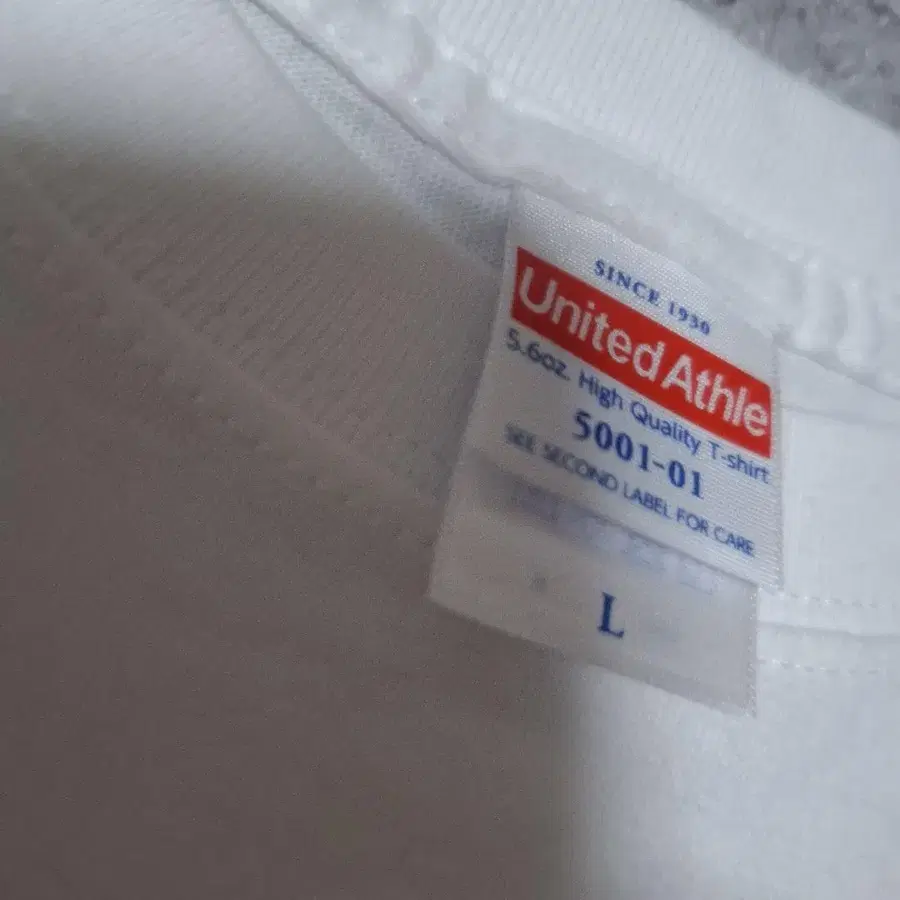 SINCE 1930
UnitedAthle
5.6oz. High Quality T-shirt
5001-01
SEE SECOND LABEL FOR CARE
L